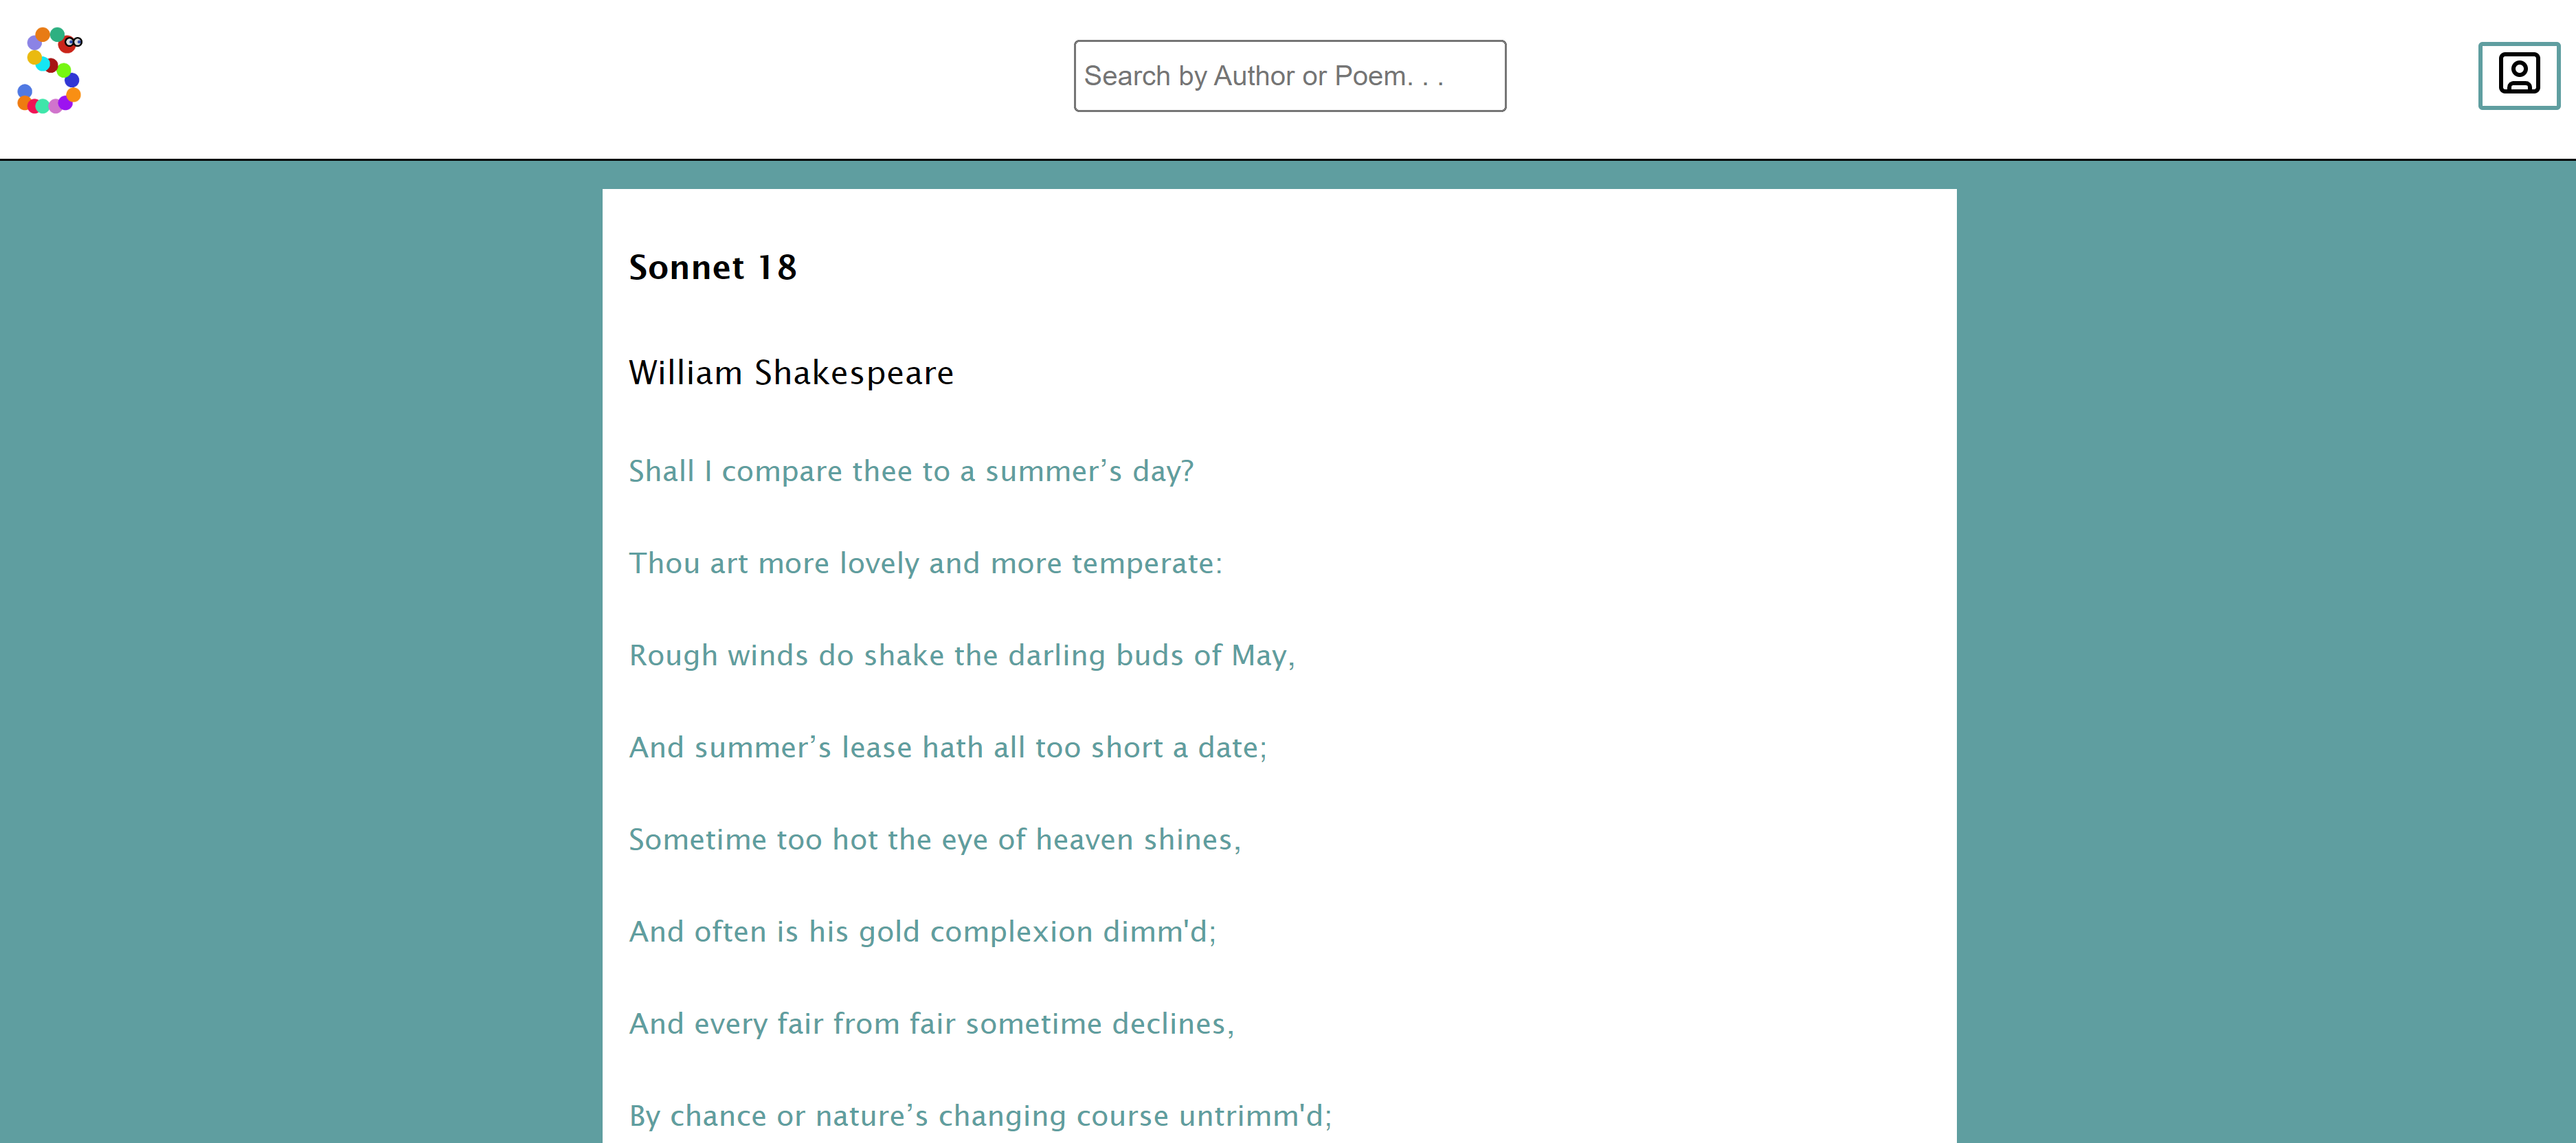 Search by Author or Poem. . .
Sonnet 18
William Shakespeare
Shall I compare thee to a summer’s day?
Thou art more lovely and more temperate:
Rough winds do shake the darling buds of May,
And summer’s lease hath all too short a date;
Sometime too hot the eye of heaven shines,
And often is his gold complexion dimm'd;
And every fair from fair sometime declines,
By chance or nature’s changing course untrimm'd;